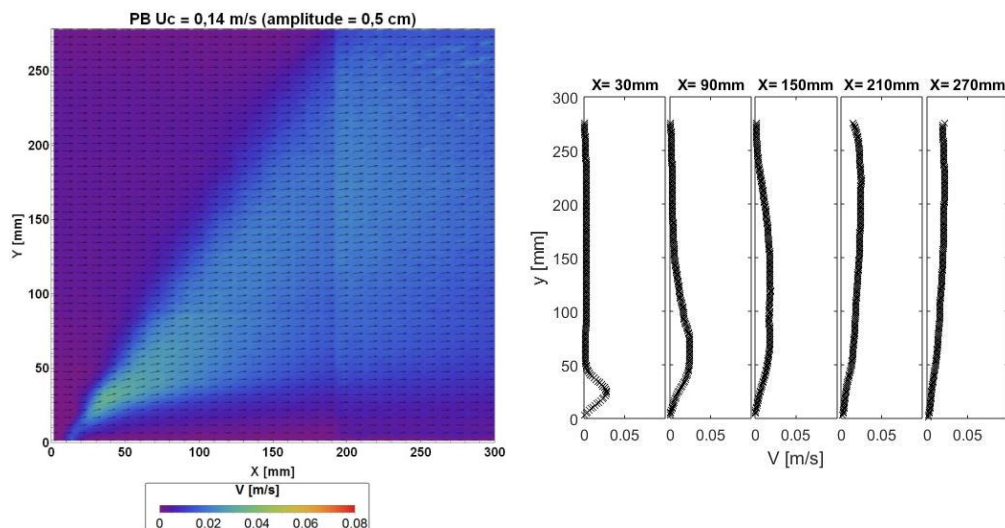 PB Uc = 0,14 m/s (amplitude = 0,5 cm)
250
200
150
100
50
0
Y [mm]
0 50 100 150 200 250 300
X [mm]
V [m/s]
0 0.02 0.04 0.06 0.08
X= 30mm X= 90mm X= 150mm X= 210mm X= 270mm
300
250
200
150
100
50
0
y [mm]
0 0.05 0 0.05 0 0.05 0 0.05 0 0.05
V [m/s]